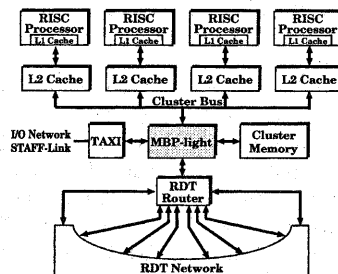 RISC RISC RISC RISC
Processor Processor Processor Processor
L1 Cache L1 Cache L1 Cache L1 Cache
L2 Cache L2 Cache L2 Cache L2 Cache
Cluster Bus
I/O Network
STAFF-Link
TAXI
MBP-light
Cluster
Memory
RDT
Router
RDT Network